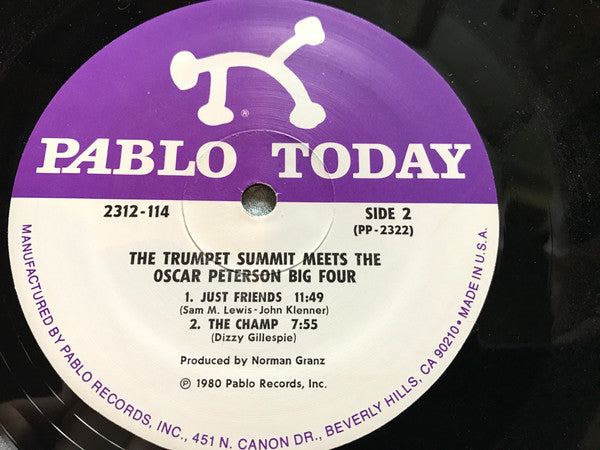 ®
PABLO TODAY
2312-114
SIDE 2
(PP-2322)
THE TRUMPET SUMMIT MEETS THE
OSCAR PETERSON BIG FOUR
1. JUST FRIENDS 11:49
(Sam M. Lewis-John Klenner)
2. THE CHAMP 7:55
(Dizzy Gillespie)
Produced by Norman Granz
℗ 1980 Pablo Records, Inc.
MANUFACTURED BY PABLO RECORDS, INC., 451 N. CANON DR., BEVERLY HILLS, CA 90210 • MADE IN U.S.A.